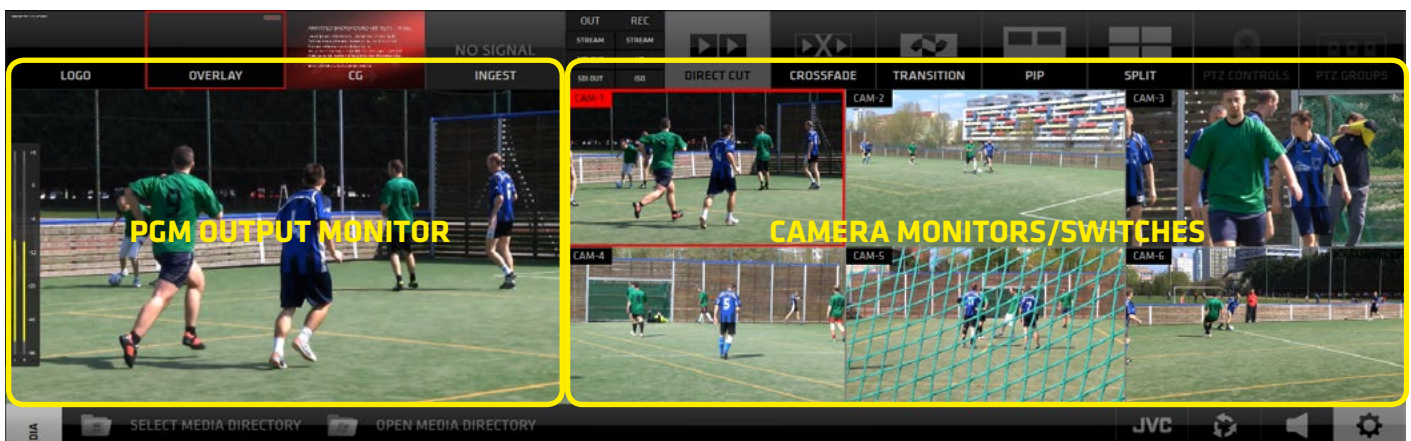 OUT REC
STREAM STREAM
NO SIGNAL
SDI OUT ISO
LOGO OVERLAY CG INGEST DIRECT CUT CROSSFADE TRANSITION PIP SPLIT PTZ CONTROLS PTZ GROUPS
CAM-1 CAM-2 CAM-3
PGM OUTPUT MONITOR CAMERA MONITORS/SWITCHES
CAM-4 CAM-5 CAM-6
SELECT MEDIA DIRECTORY OPEN MEDIA DIRECTORY JVC